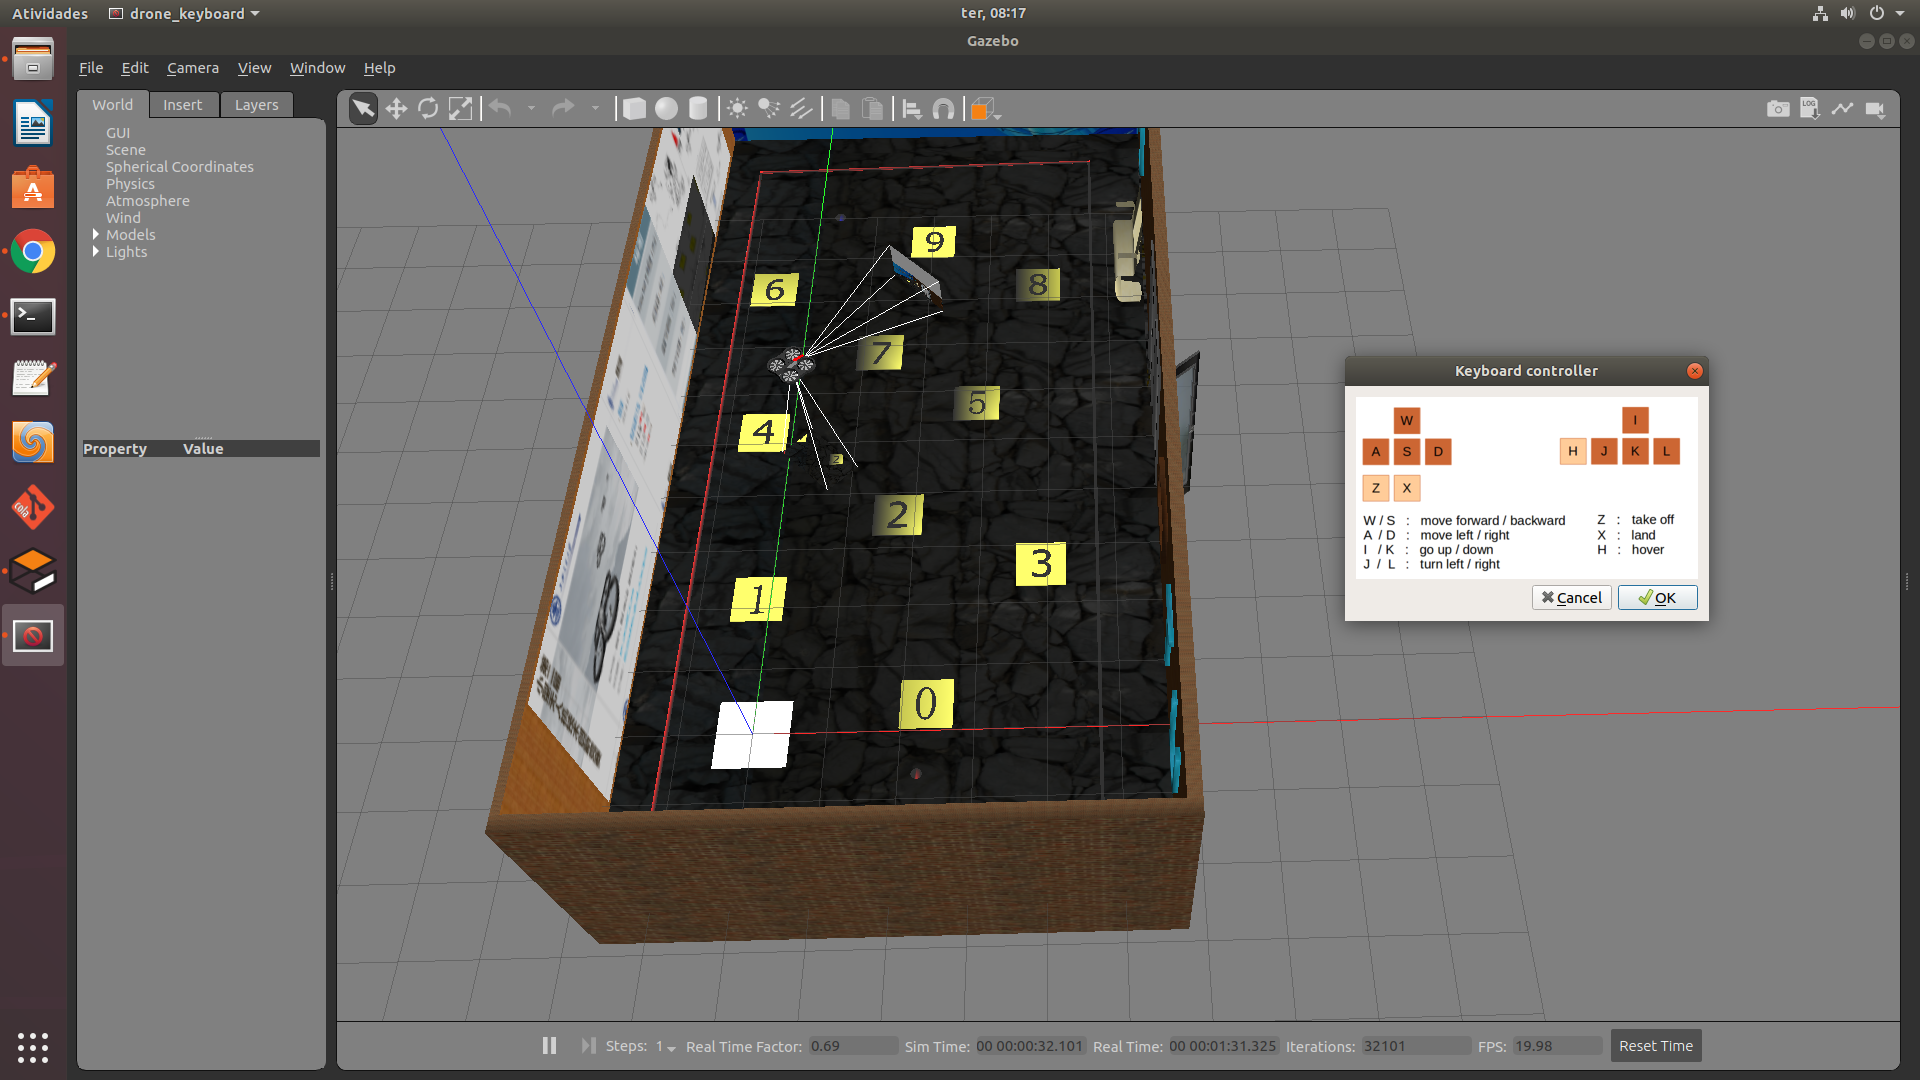 Atividades
drone_keyboard
ter, 08:17
Gazebo
File Edit Camera View Window Help
World Insert Layers
GUI
Scene
Spherical Coordinates
Physics
Atmosphere
Wind
Models
Lights
Property Value
LOG
9
6
8
7
5
4
2
2
3
1
0
Keyboard controller
W I
A S D H J K L
Z X
W / S : move forward / backward Z : take off
A / D : move left / right X : land
I / K : go up / down H : hover
J / L : turn left / right
Cancel OK
cola
Steps: 1 Real Time Factor: 0.69 Sim Time: 00 00:00:32.101 Real Time: 00 00:01:31.325 Iterations: 32101 FPS: 19.98 Reset Time